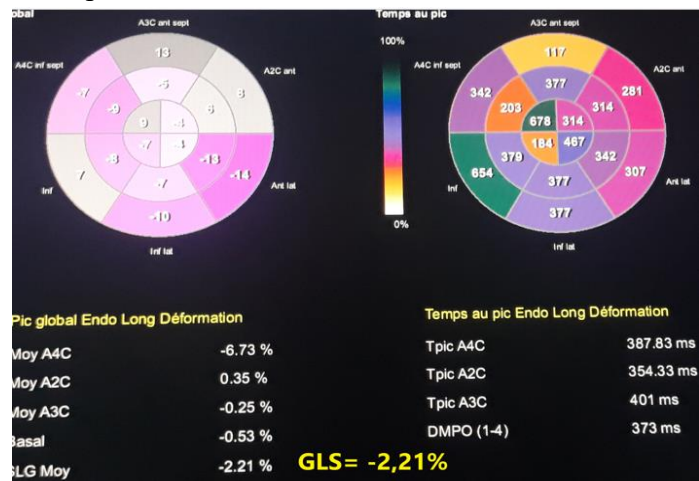 obal
A3C ant sept
A4C inf sept
A2C ant
13
-7
-5
8
-9
6
9
-4
-7
-4
-8
-13
7
-7
-14
-10
Inf
Ant lat
Inf lat
Temps au pic
100%
0%
A3C ant sept
A4C inf sept
A2C ant
117
342
377
281
203
314
678
314
184
467
379
342
654
377
307
377
Inf
Ant lat
Inf lat
Pic global Endo Long Déformation
Moy A4C -6.73 %
Moy A2C 0.35 %
Moy A3C -0.25 %
Basal -0.53 %
SLG Moy -2.21 %
GLS= -2,21%
Temps au pic Endo Long Déformation
Tpic A4C 387.83 ms
Tpic A2C 354.33 ms
Tpic A3C 401 ms
DMPO (1-4) 373 ms